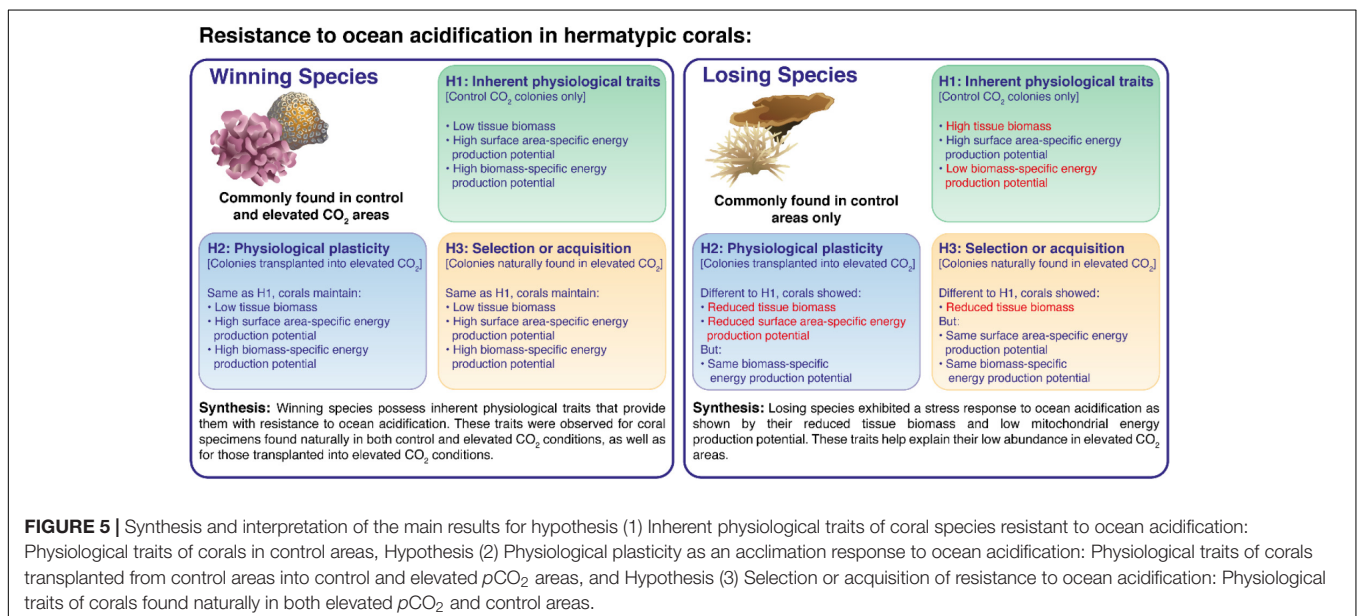 Resistance to ocean acidification in hermatypic corals:
Winning Species
Commonly found in control
and elevated CO₂ areas
H1: Inherent physiological traits
[Control CO₂ colonies only]
• Low tissue biomass
• High surface area-specific energy
production potential
• High biomass-specific energy
production potential
H2: Physiological plasticity
[Colonies transplanted into elevated CO₂]
Same as H1, corals maintain:
• Low tissue biomass
• High surface area-specific energy
production potential
• High biomass-specific energy
production potential
H3: Selection or acquisition
[Colonies naturally found in elevated CO₂]
Same as H1, corals maintain:
• Low tissue biomass
• High surface area-specific energy
production potential
• High biomass-specific energy
production potential
Synthesis: Winning species possess inherent physiological traits that provide
them with resistance to ocean acidification. These traits were observed for coral
specimens found naturally in both control and elevated CO₂ conditions, as well as
for those transplanted into elevated CO₂ conditions.
Losing Species
Commonly found in control
areas only
H1: Inherent physiological traits
[Control CO₂ colonies only]
• High tissue biomass
• High surface area-specific energy
production potential
• Low biomass-specific energy
production potential
H2: Physiological plasticity
[Colonies transplanted into elevated CO₂]
Different to H1, corals showed:
• Reduced tissue biomass
• Reduced surface area-specific energy
production potential
But:
• Same biomass-specific
energy production potential
H3: Selection or acquisition
[Colonies naturally found in elevated CO₂]
Different to H1, corals showed:
• Reduced tissue biomass
But:
• Same surface area-specific energy
production potential
• Same biomass-specific
energy production potential
Synthesis: Losing species exhibited a stress response to ocean acidification as
shown by their reduced tissue biomass and low mitochondrial energy
production potential. These traits help explain their low abundance in elevated CO₂
areas.
FIGURE 5 | Synthesis and interpretation of the main results for hypothesis (1) Inherent physiological traits of coral species resistant to ocean acidification:
Physiological traits of corals in control areas, Hypothesis (2) Physiological plasticity as an acclimation response to ocean acidification: Physiological traits of corals
transplanted from control areas into control and elevated pCO₂ areas, and Hypothesis (3) Selection or acquisition of resistance to ocean acidification: Physiological
traits of corals found naturally in both elevated pCO₂ and control areas.